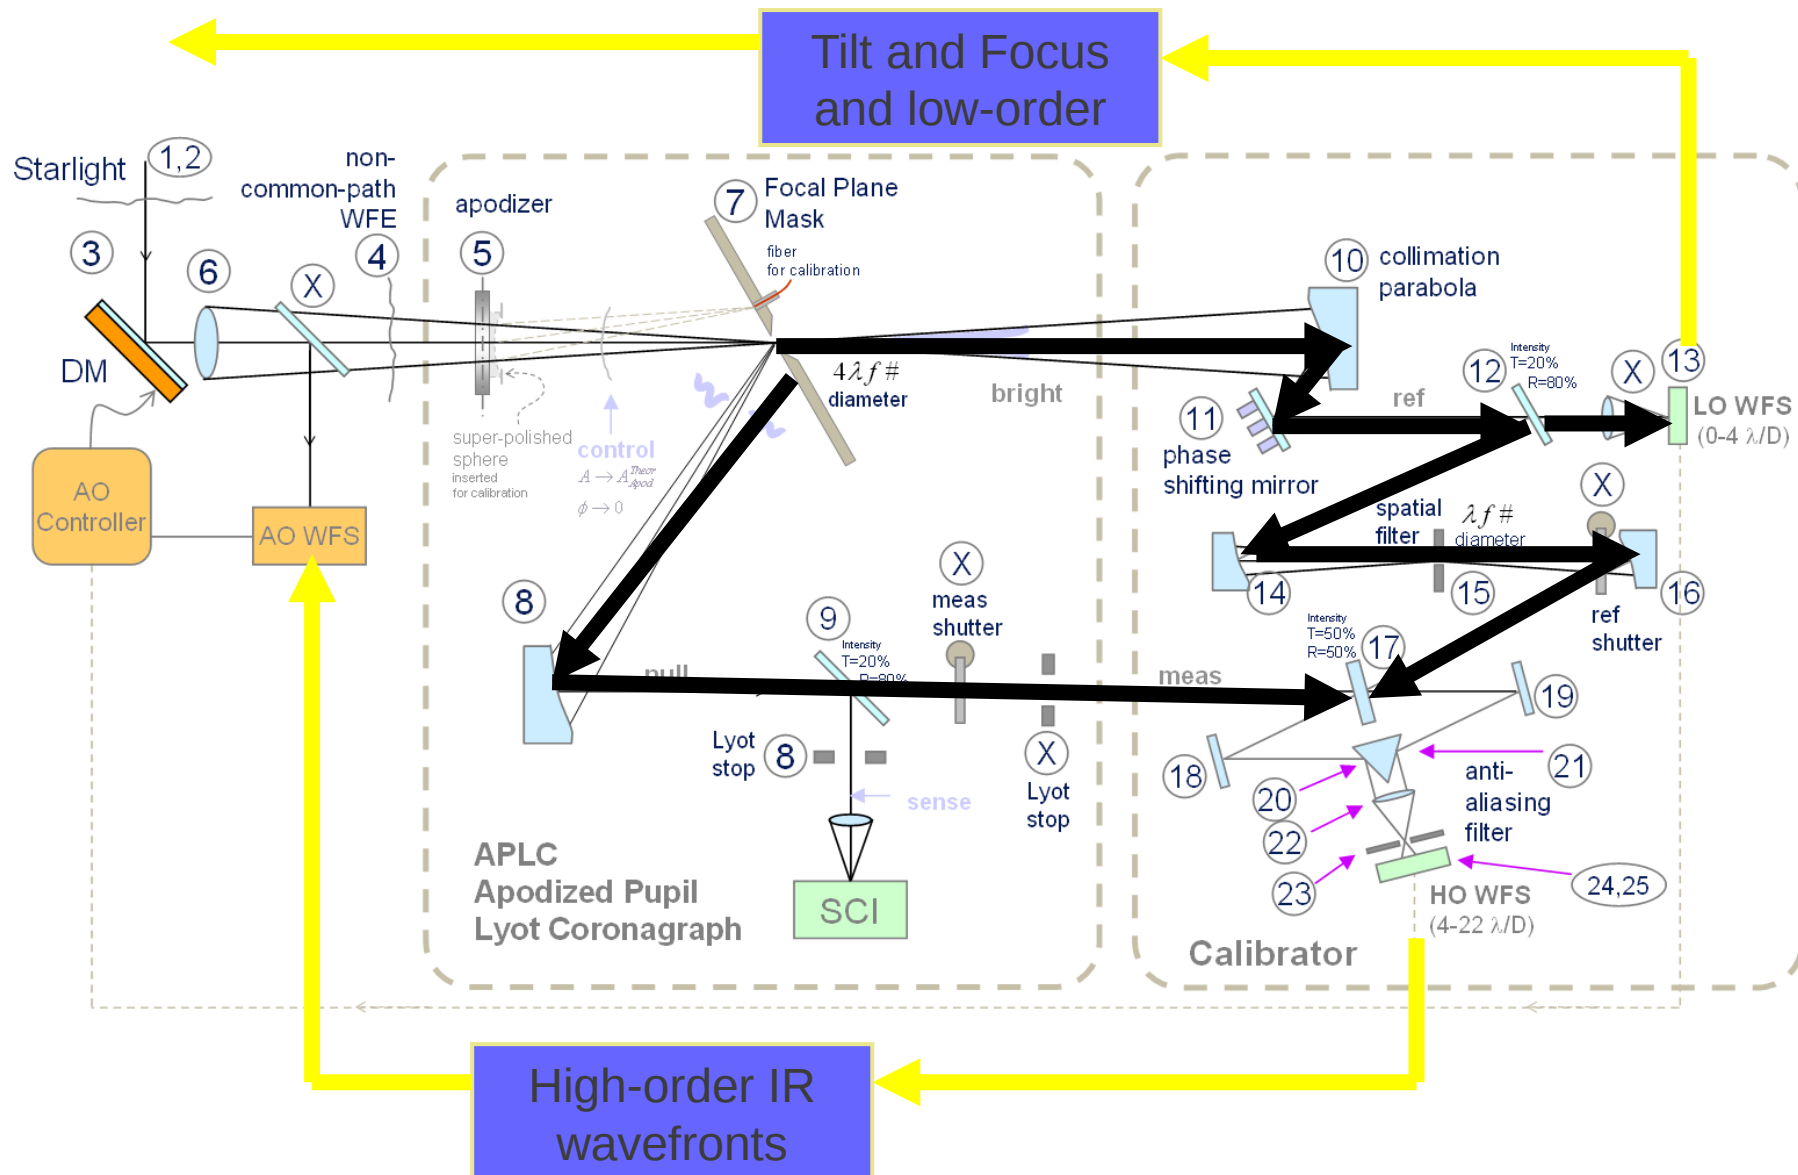 Tilt and Focus
and low-order
Starlight
1,2
non-
common-path
WFE
3
6
X
4
DM
AO
Controller
AO WFS
apodizer
5
7
Focal Plane
Mask
fiber
for calibration
4λf#
diameter
bright
super-polished
sphere
inserted
for calibration
control
A → A Theor Apod
ϕ → 0
8
null
9
Intensity
T=20%
R=80%
X
meas
shutter
Lyot
stop
8
sense
X
Lyot
stop
SCI
APLC
Apodized Pupil
Lyot Coronagraph
10
collimation
parabola
11
phase
shifting mirror
ref
12
Intensity
T=20%
R=80%
X
13
LO WFS
(0-4 λ/D)
spatial
filter
λf#
diameter
X
14
15
16
ref
shutter
meas
Intensity
T=50%
R=50%
17
18
19
20
21
22
23
anti-
aliasing
filter
24,25
HO WFS
(4-22 λ/D)
Calibrator
High-order IR
wavefronts